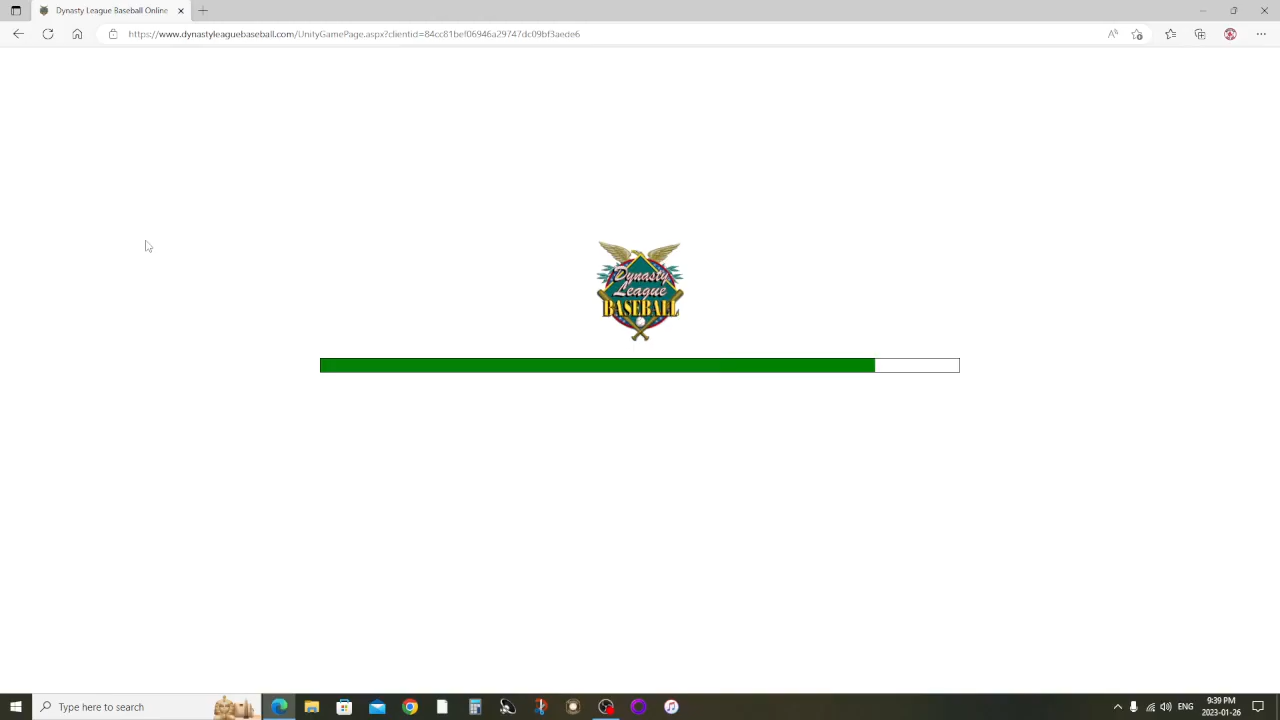 Dynasty League Baseball Online
https://www.dynastyleaguebaseball.com/UnityGamePage.aspx?clientid=84cc81bef06946a29747dc09bf3aede6
Dynasty
League
BASEBALL
Type here to search
ENG
9:39 PM
2023-01-26